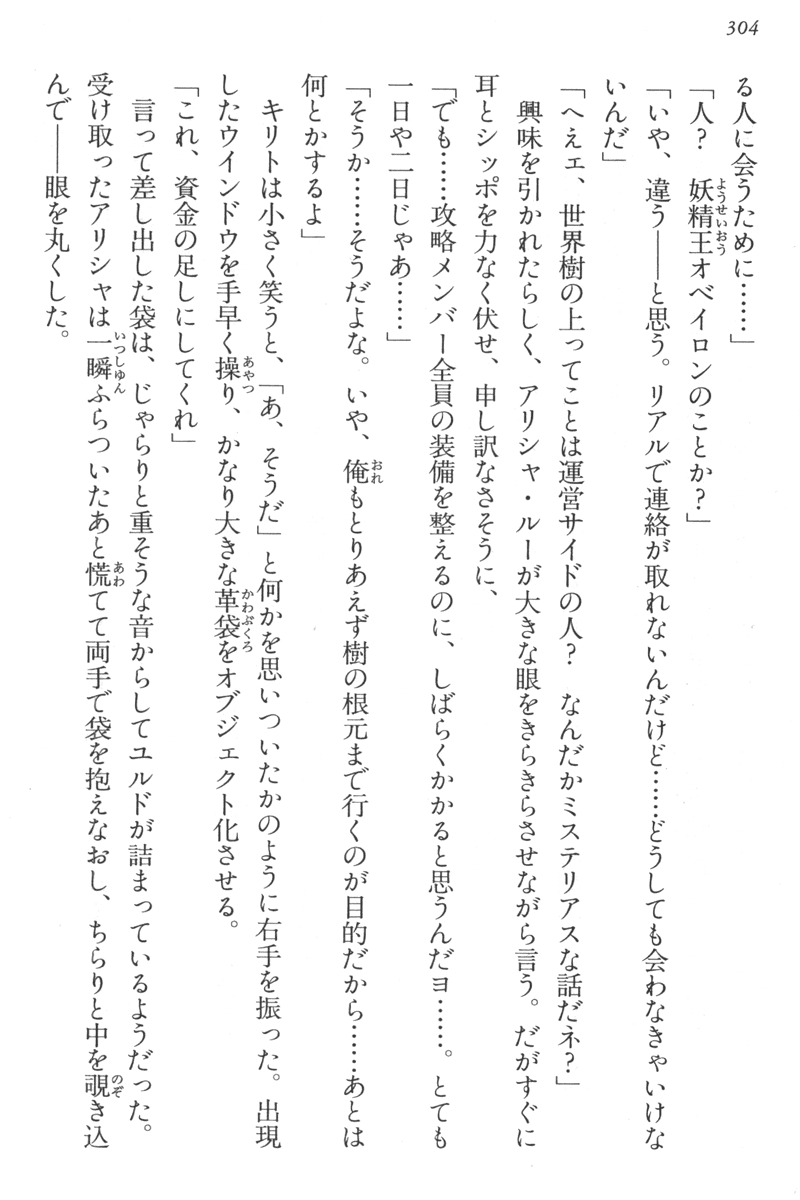 304
る人に会うために……」
「人？　妖精王オベイロンのことか？」
「いや、違う――と思う。リアルで連絡が取れないんだけど……どうしても会わなきゃいけな
いんだ」
「へえェ、世界樹の上ってことは運営サイドの人？　なんだかミステリアスな話だネ？」
　興味を引かれたらしく、アリシャ・ルーが大きな眼をきらきらさせながら言う。だがすぐに
耳とシッポを力なく伏せ、申し訳なさそうに、
「でも……攻略メンバー全員の装備を整えるのに、しばらくかかると思うんだヨ……。とても
一日や二日じゃあ……」
「そうか……そうだよな。いや、俺もとりあえず樹の根元まで行くのが目的だから……あとは
何とかするよ」
　キリトは小さく笑うと、「あ、そうだ」と何かを思いついたかのように右手を振った。出現
したウインドウを手早く操り、かなり大きな革袋をオブジェクト化させる。
「これ、資金の足しにしてくれ」
　言って差し出した袋は、じゃらりと重そうな音からしてユルドが詰まっているようだった。
受け取ったアリシャは一瞬ふらついたあと慌てて両手で袋を抱えなおし、ちらりと中を覗き込
んで――眼を丸くした。